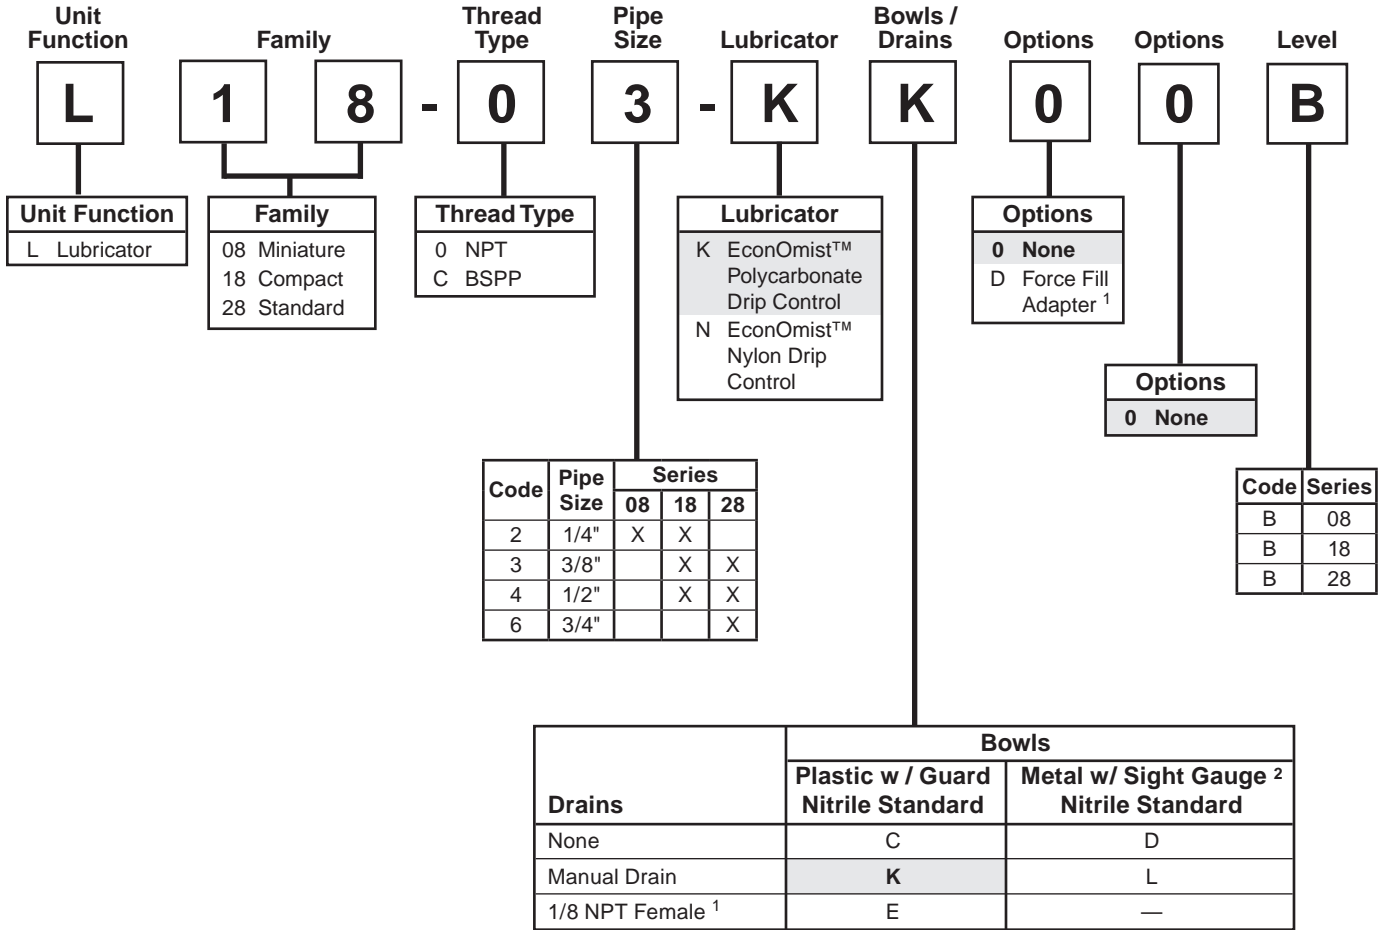 Unit Function
Family
Thread Type
Pipe Size
Lubricator
Bowls / Drains
Options
Options
Level
L 1 8 - 0 3 - K K 0 0 B
Unit Function
L Lubricator
Family
08 Miniature
18 Compact
28 Standard
Thread Type
0 NPT
C BSPP
Lubricator
K EconOmist™
Polycarbonate
Drip Control
N EconOmist™
Nylon Drip
Control
Options
0 None
D Force Fill
Adapter 1
Options
0 None
Code Pipe Size Series
08 18 28
2 1/4" X X
3 3/8" X X
4 1/2" X X
6 3/4" X
Code Series
B 08
B 18
B 28
Bowls
Drains
Plastic w / Guard
Nitrile Standard
Metal w/ Sight Gauge 2
Nitrile Standard
None C D
Manual Drain K L
1/8 NPT Female 1 E —